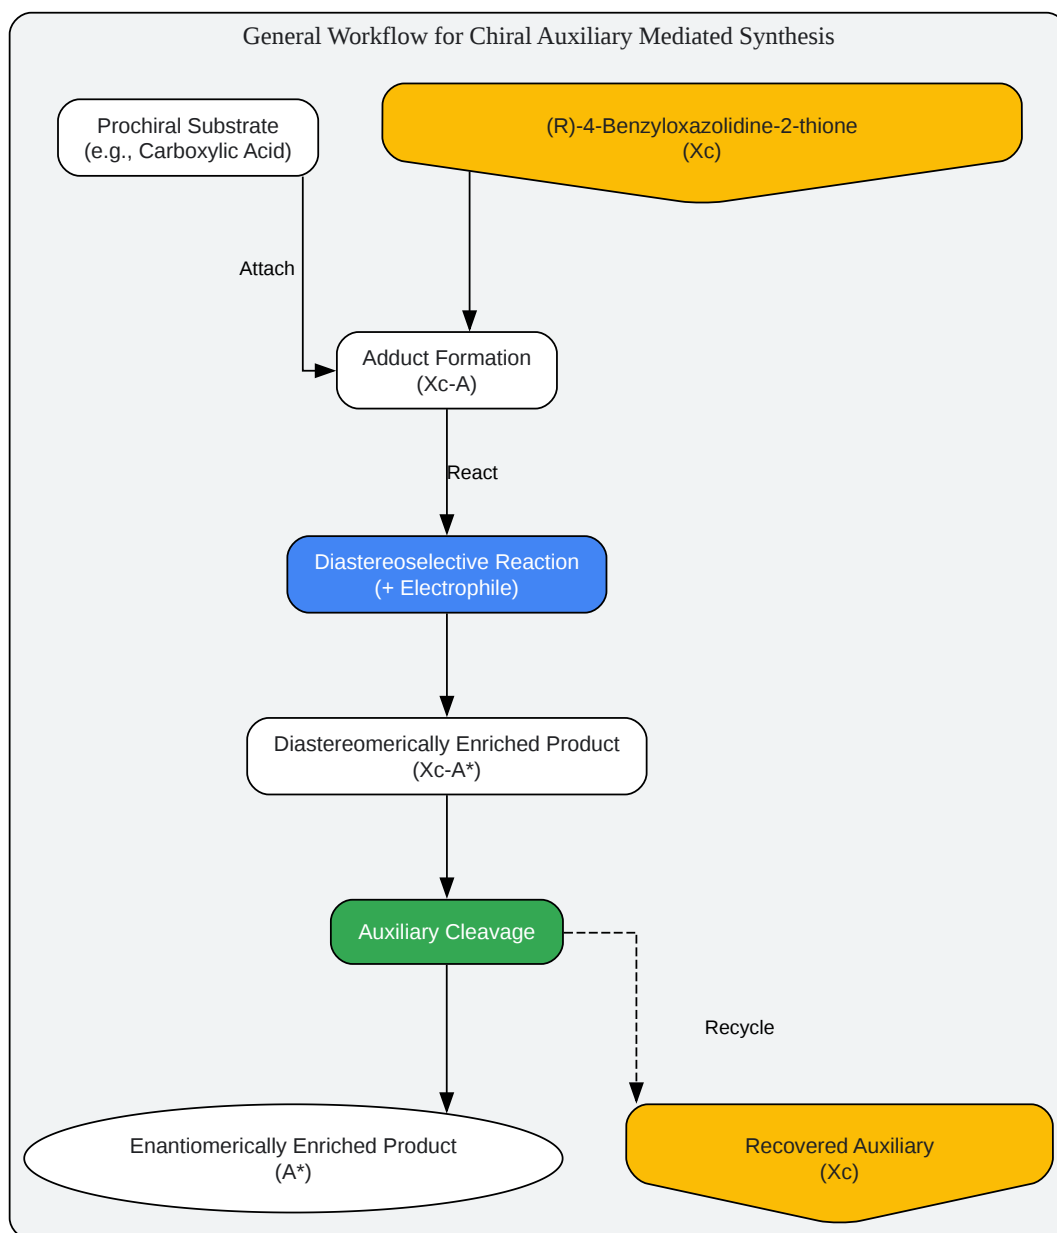 General Workflow for Chiral Auxiliary Mediated Synthesis
Prochiral Substrate
(e.g., Carboxylic Acid)
(R)-4-Benzyloxazolidine-2-thione
(Xc)
Attach
Adduct Formation
(Xc-A)
React
Diastereoselective Reaction
(+ Electrophile)
Diastereomerically Enriched Product
(Xc-A*)
Auxiliary Cleavage
Recycle
Enantiomerically Enriched Product
(A*)
Recovered Auxiliary
(Xc)